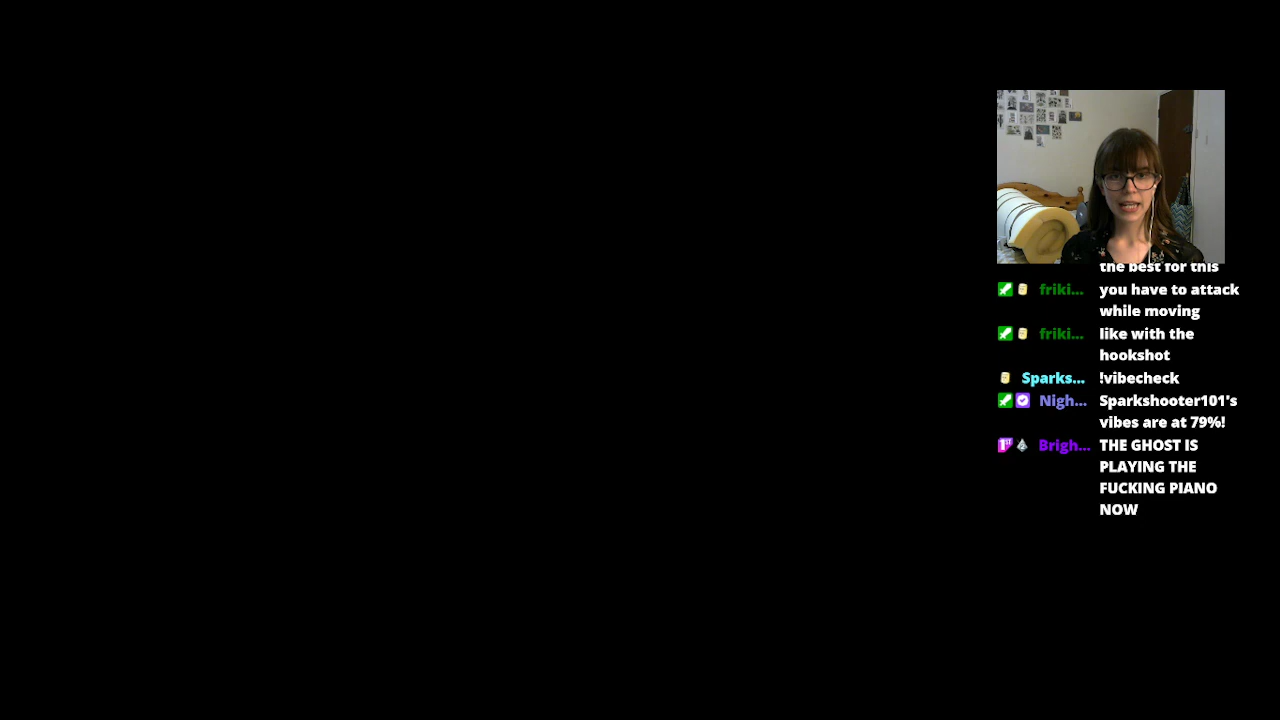 the best for this
friki... you have to attack
while moving
friki... like with the
hookshot
Sparks... !vibecheck
Nigh... Sparkshooter101's
vibes are at 79%!
1ST Brigh... THE GHOST IS
PLAYING THE
FUCKING PIANO
NOW